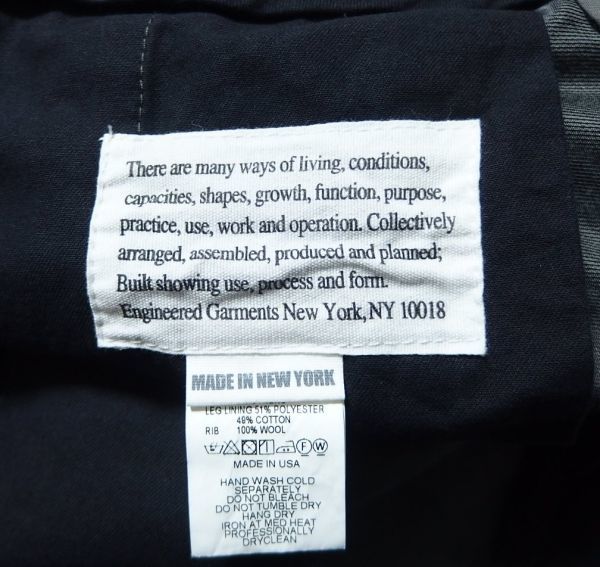 There are many ways of living, conditions,
capacities, shapes, growth, function, purpose,
practice, use, work and operation. Collectively
arranged, assembled, produced and planned;
Built showing use, process and form.
Engineered Garments New York, NY 10018
MADE IN NEW YORK
LEG LINING 51% POLYESTER
49% COTTON
RIB 100% WOOL
F W
MADE IN USA
HAND WASH COLD
SEPARATELY
DO NOT BLEACH
DO NOT TUMBLE DRY
HANG DRY
IRON AT MED HEAT
PROFESSIONALLY
DRYCLEAN